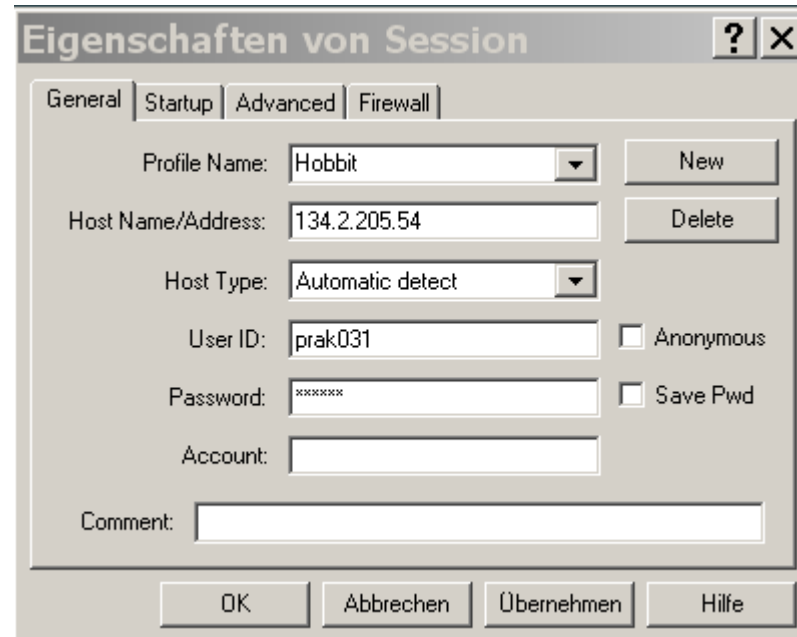 Eigenschaften von Session
General Startup Advanced Firewall
Profile Name: Hobbit New
Host Name/Address: 134.2.205.54 Delete
Host Type: Automatic detect
User ID: prak031 Anonymous
Password: ****** Save Pwd
Account:
Comment:
OK Abbrechen Übernehmen Hilfe